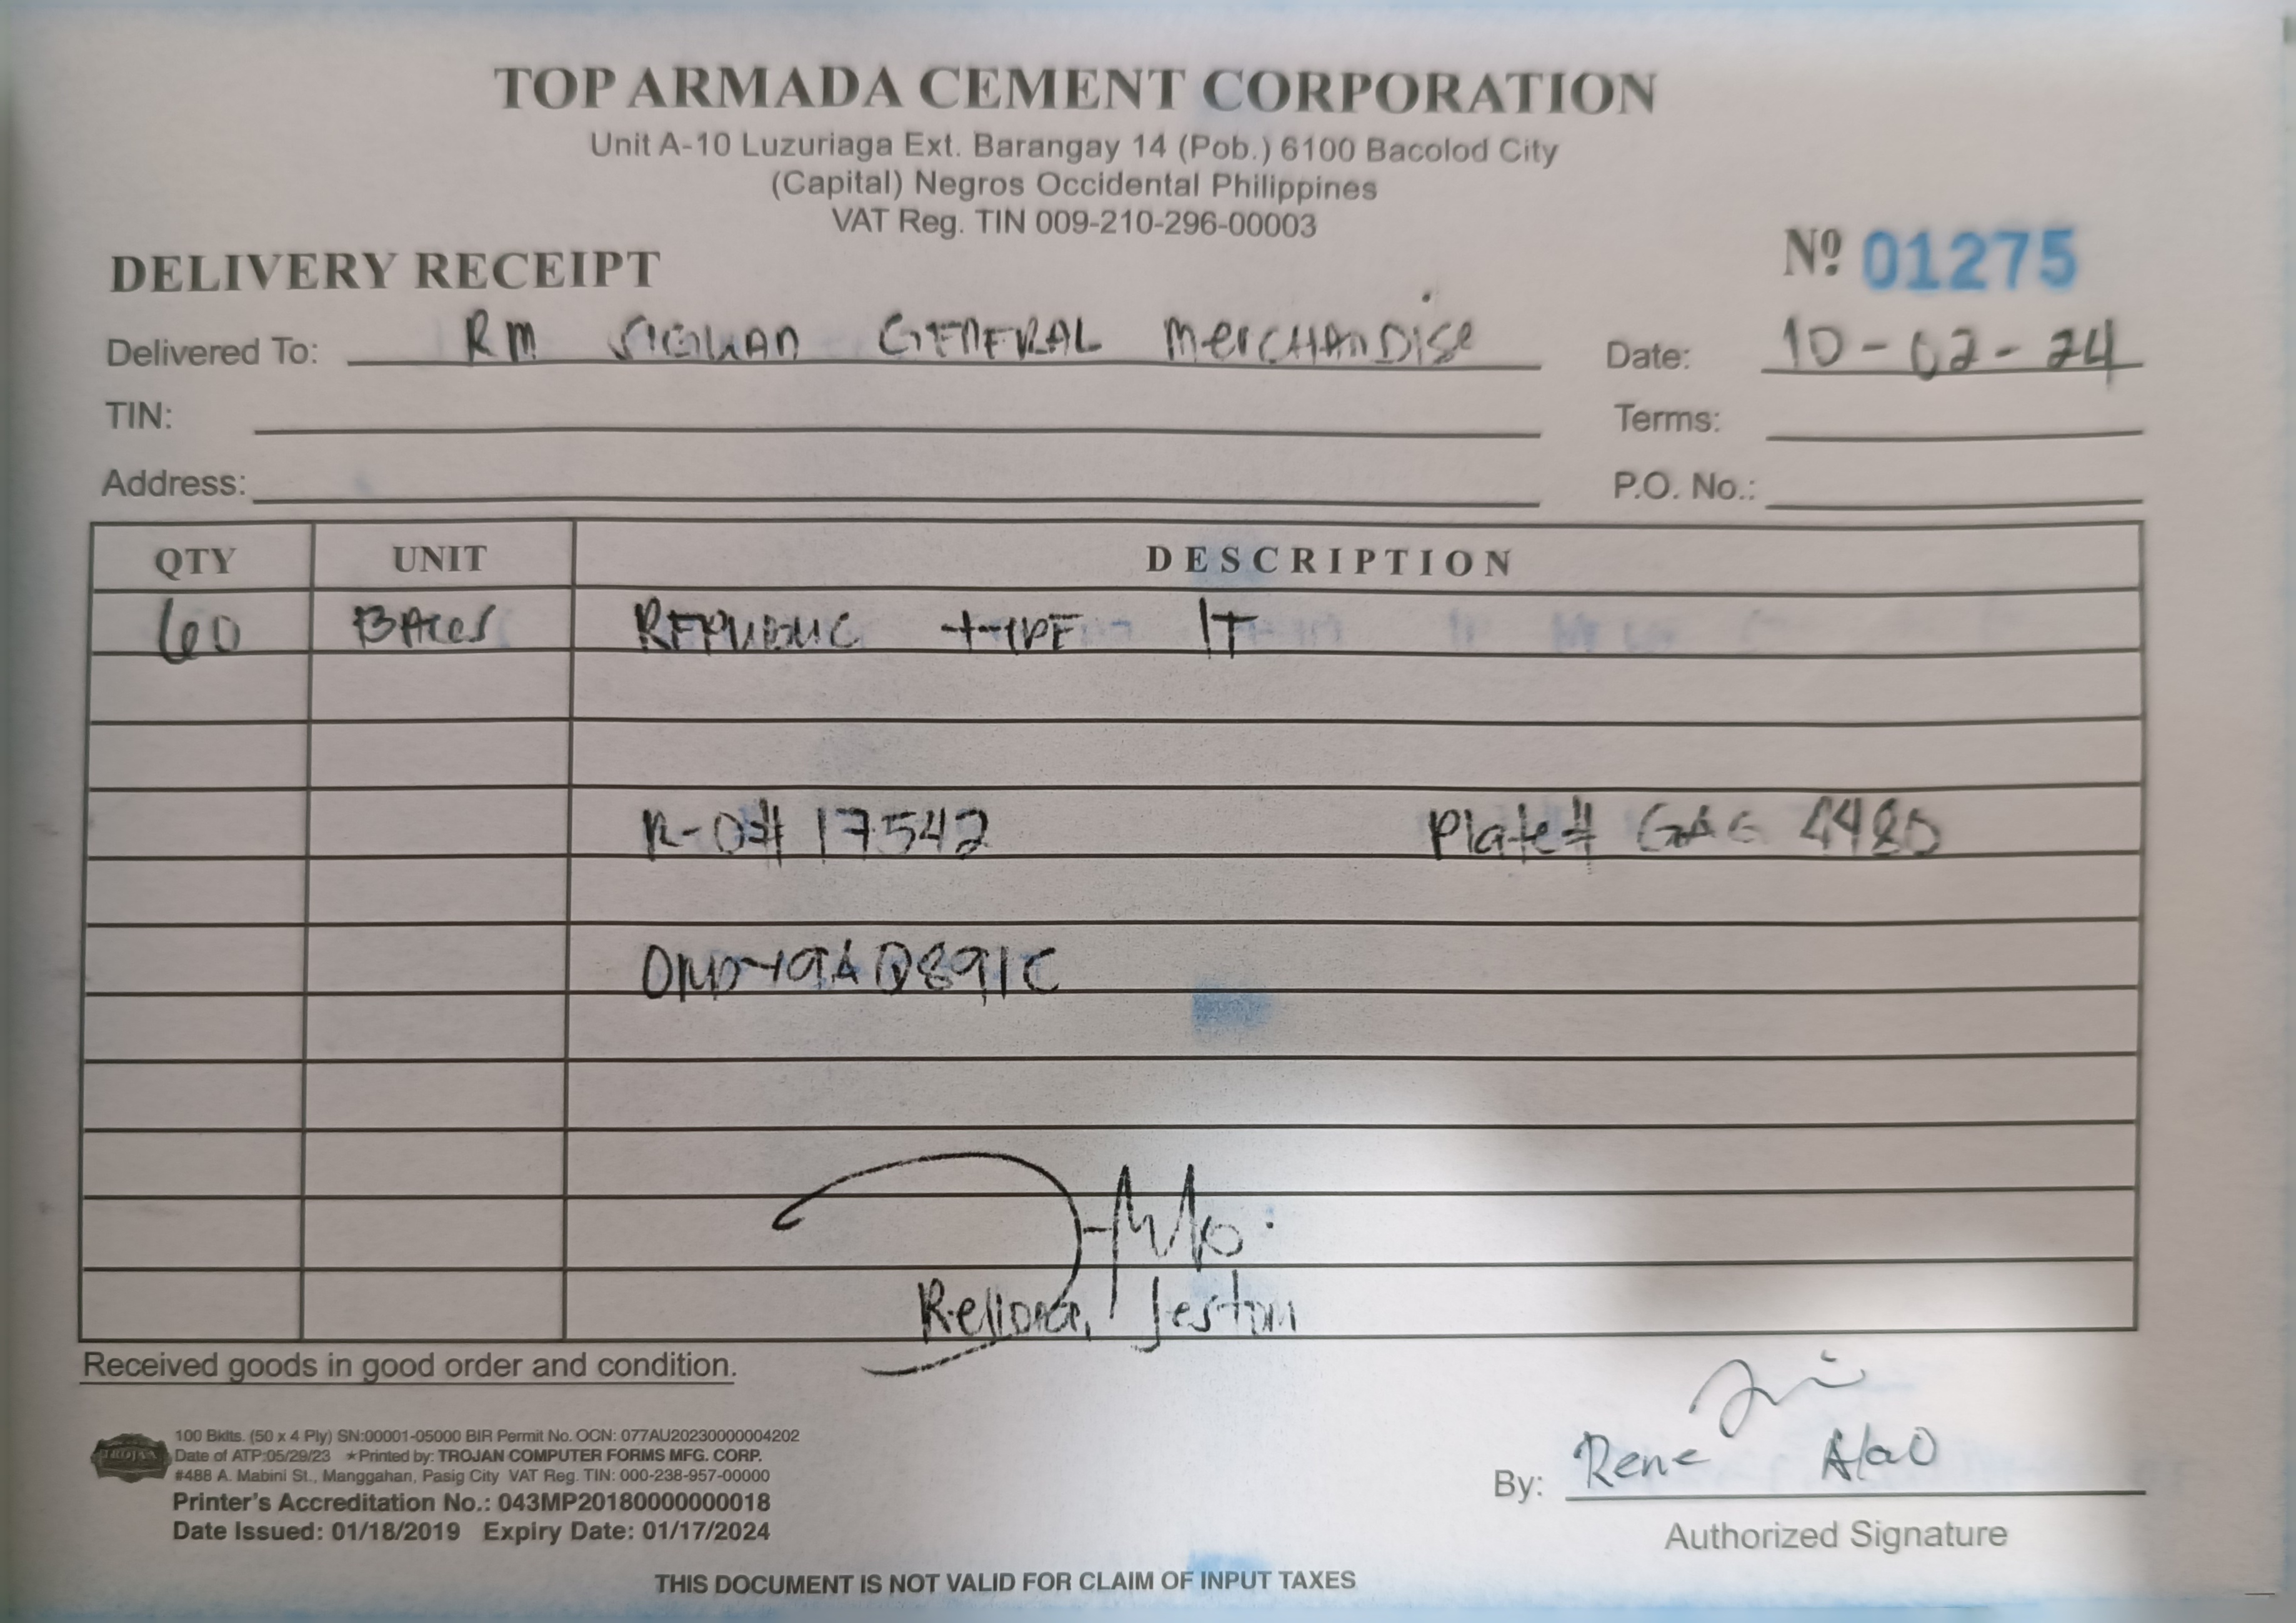 TOP ARMADA CEMENT CORPORATION
Unit A-10 Luzuriaga Ext. Barangay 14 (Pob.) 6100 Bacolod City
(Capital) Negros Occidental Philippines
VAT Reg. TIN 009-210-296-00003
DELIVERY RECEIPT
Nº 01275
Delivered To: RM GENERAL MERCHANDISE
Date: 10-02-24
TIN:
Terms:
Address:
P.O. No.:
QTY UNIT DESCRIPTION
60 BAGS REPUBLIC TYPE 1T
R-O# 17542 Plate# GAG 4480
Jestoni
Received goods in good order and condition.
TROJAN
100 Bklts. (50 x 4 Ply) SN:00001-05000 BIR Permit No. OCN: 077AU20230000004202
Date of ATP:05/29/23 ★Printed by: TROJAN COMPUTER FORMS MFG. CORP.
#488 A. Mabini St., Manggahan, Pasig City VAT Reg. TIN: 000-238-957-00000
Printer's Accreditation No.: 043MP20180000000018
Date Issued: 01/18/2019 Expiry Date: 01/17/2024
By: Rene Alao
Authorized Signature
THIS DOCUMENT IS NOT VALID FOR CLAIM OF INPUT TAXES